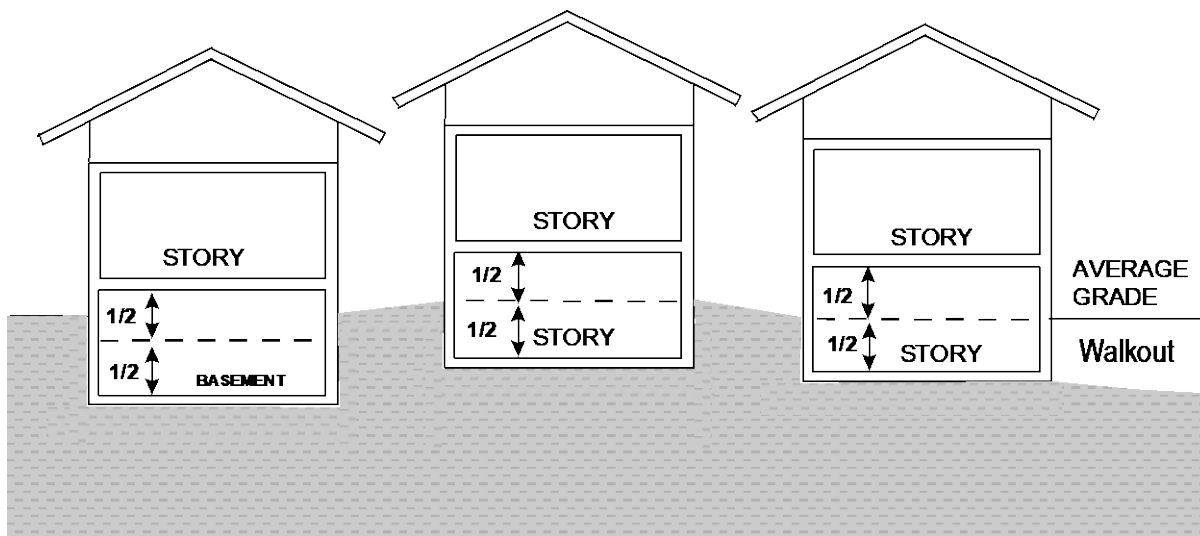 STORY
1/2
1/2
BASEMENT
STORY
1/2
1/2
STORY
STORY
1/2
1/2
STORY
AVERAGE
GRADE
Walkout